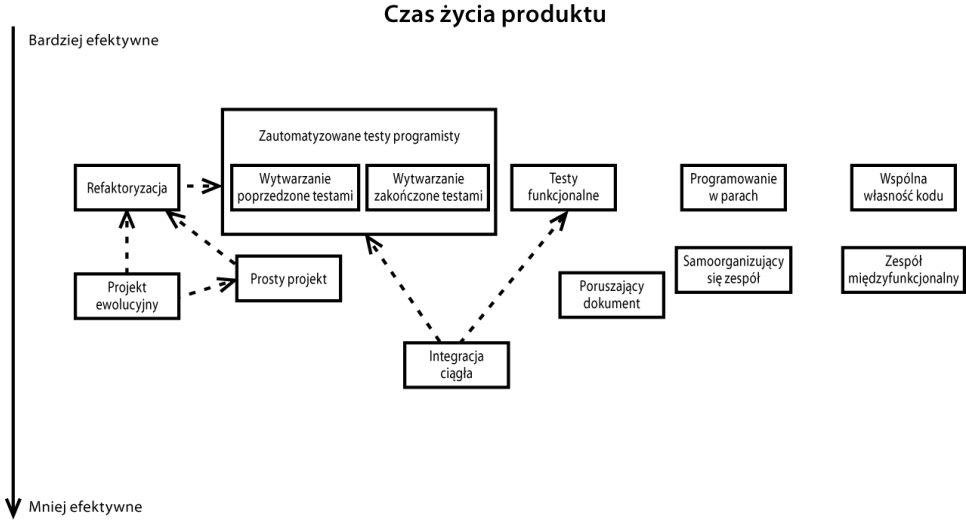 Czas życia produktu
Bardziej efektywne
Zautomatyzowane testy programisty
Refaktoryzacja
Wytwarzanie
poprzedzone testami
Wytwarzanie
zakończone testami
Testy
funkcjonalne
Programowanie
w parach
Wspólna
własność kodu
Projekt
ewolucyjny
Prosty projekt
Poruszający
dokument
Samoorganizujący
się zespół
Zespół
międzyfunkcjonalny
Integracja
ciągła
Mniej efektywne